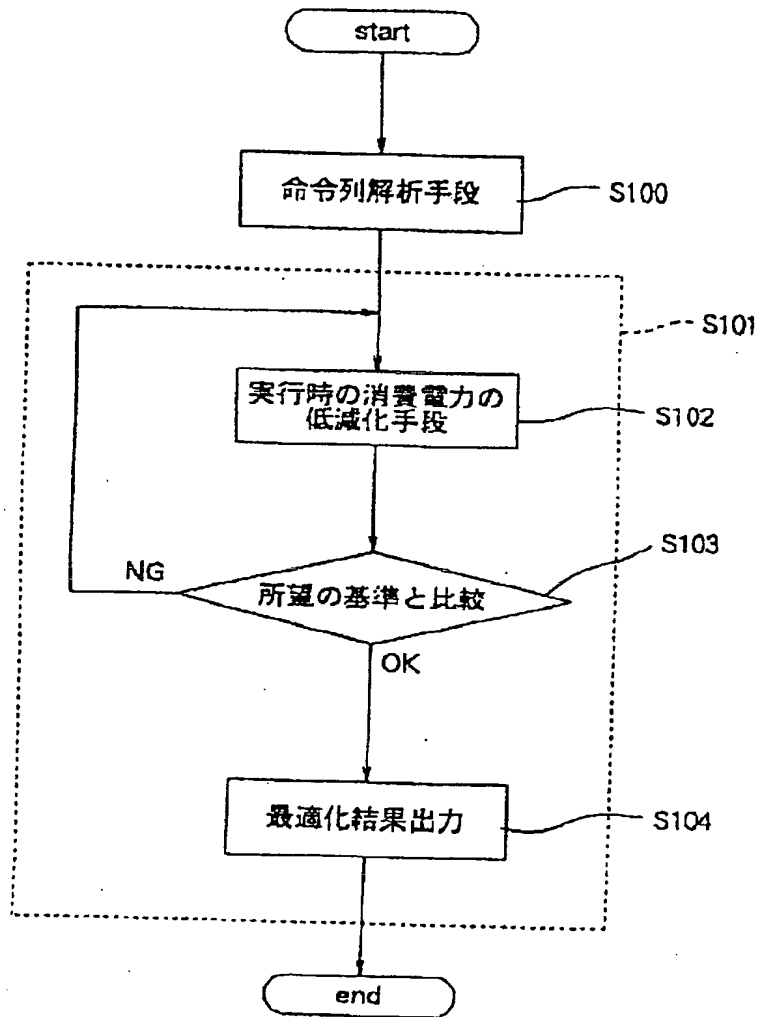 start
命令列解析手段
S100
S101
実行時の消費電力の
低減化手段
S102
S103
NG
所望の基準と比較
OK
最適化結果出力
S104
end